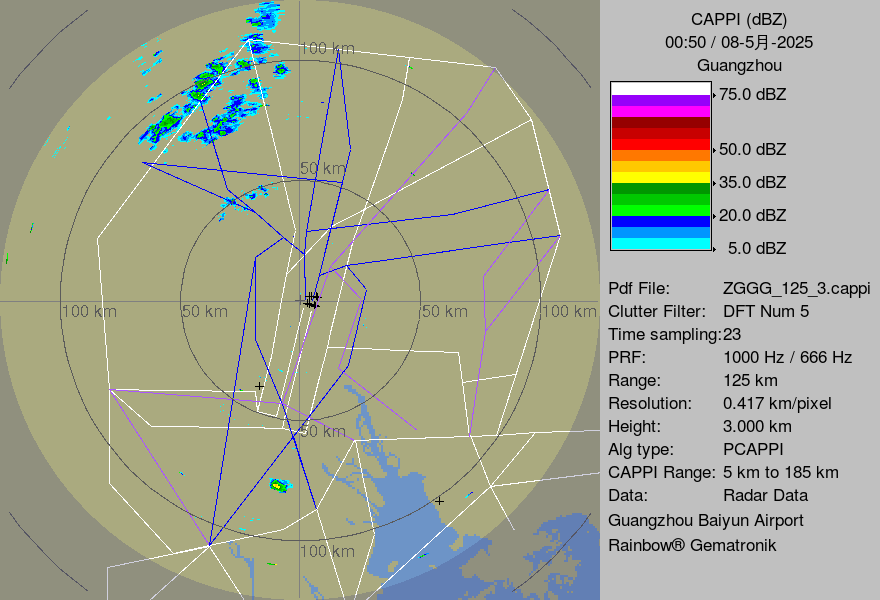 CAPPI (dBZ)
00:50 / 08-5月-2025
Guangzhou
75.0 dBZ
50.0 dBZ
35.0 dBZ
20.0 dBZ
5.0 dBZ
Pdf File: ZGGG_125_3.cappi
Clutter Filter: DFT Num 5
Time sampling:23
PRF: 1000 Hz / 666 Hz
Range: 125 km
Resolution: 0.417 km/pixel
Height: 3.000 km
Alg type: PCAPPI
CAPPI Range: 5 km to 185 km
Data: Radar Data
Guangzhou Baiyun Airport
Rainbow® Gematronik
100 km
50 km
100 km
50 km
50 km
100 km
50 km
100 km